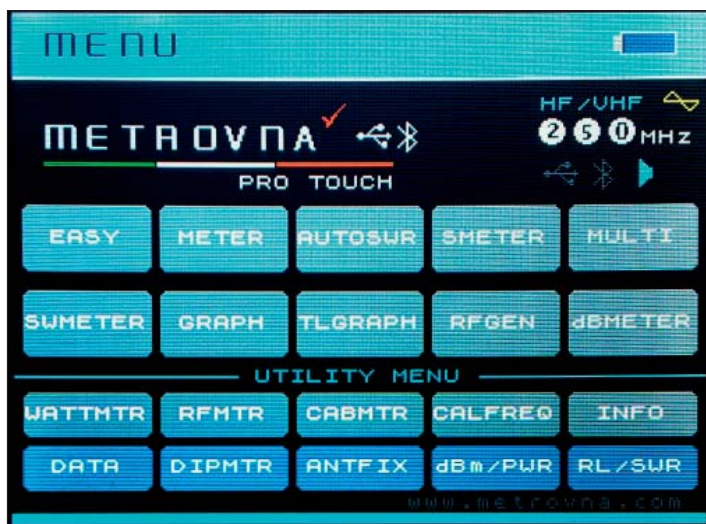 MENU
METROVNA
HF/VHF
250MHZ
PRO TOUCH
EASY METER AUTOSWR SMETER MULTI
SWMETER GRAPH TLGRAPH RFGEN dBMETER
UTILITY MENU
WATTMTR RFMTR CABMTR CALFREQ INFO
DATA DIPMTR ANTFIX dBm/PWR RL/SWR
www.metrovna.com